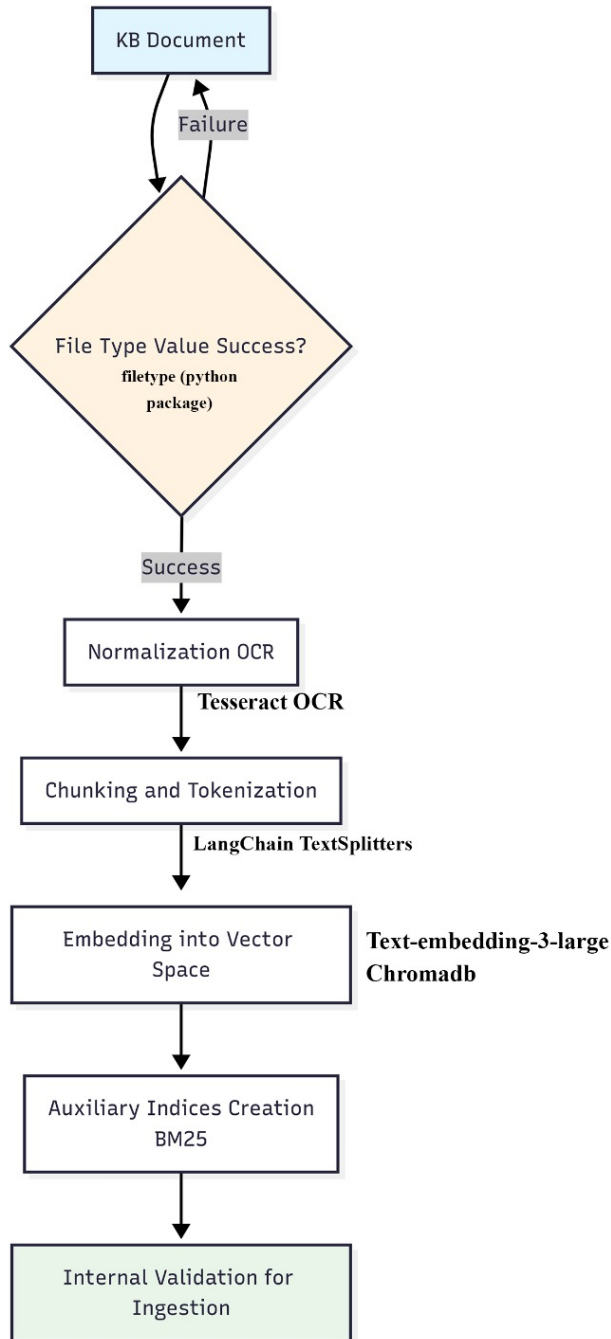 KB Document
Failure
File Type Value Success?
filetype (python
package)
Success
Normalization OCR
Tesseract OCR
Chunking and Tokenization
LangChain TextSplitters
Embedding into Vector
Space
Text-embedding-3-large
Chromadb
Auxiliary Indices Creation
BM25
Internal Validation for
Ingestion